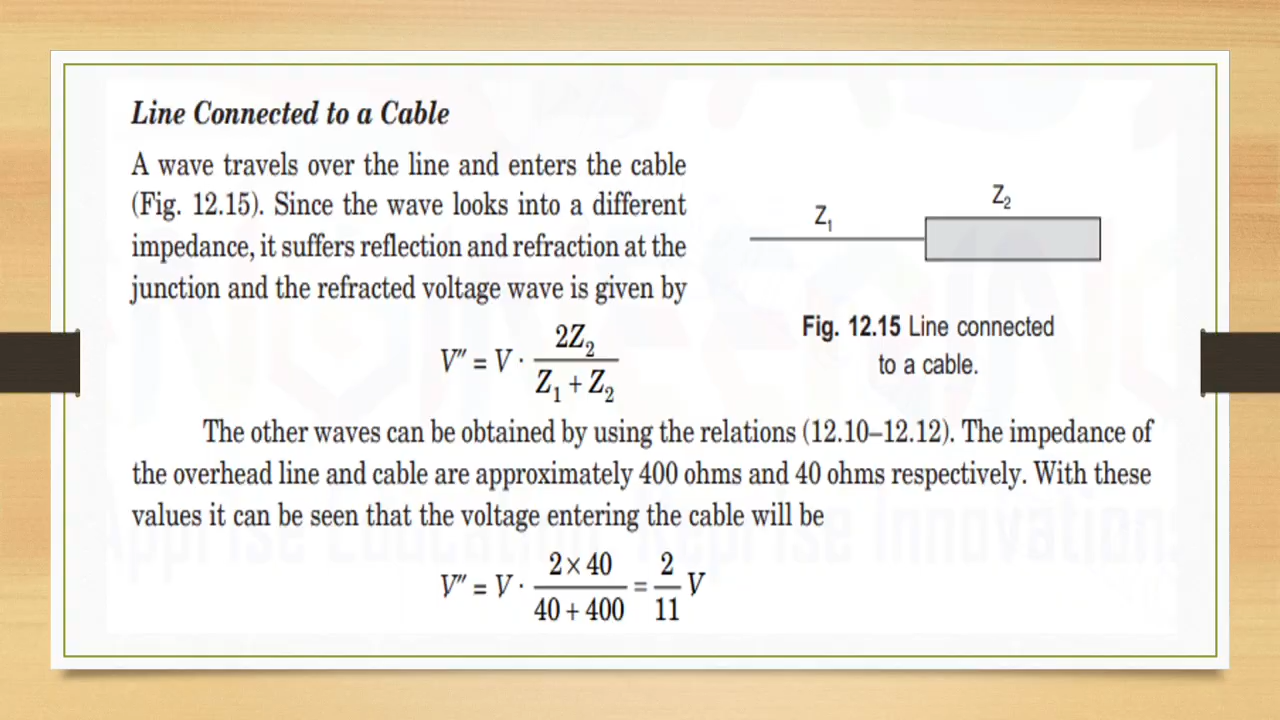 Line Connected to a Cable
A wave travels over the line and enters the cable
(Fig. 12.15). Since the wave looks into a different
impedance, it suffers reflection and refraction at the
junction and the refracted voltage wave is given by
V″ = V · 2Z₂ / (Z₁ + Z₂)
Z₁
Z₂
Fig. 12.15 Line connected
to a cable.
The other waves can be obtained by using the relations (12.10–12.12). The impedance of
the overhead line and cable are approximately 400 ohms and 40 ohms respectively. With these
values it can be seen that the voltage entering the cable will be
V″ = V · (2 × 40) / (40 + 400) = 2/11 V
Apprise Education, Reprise Innovations